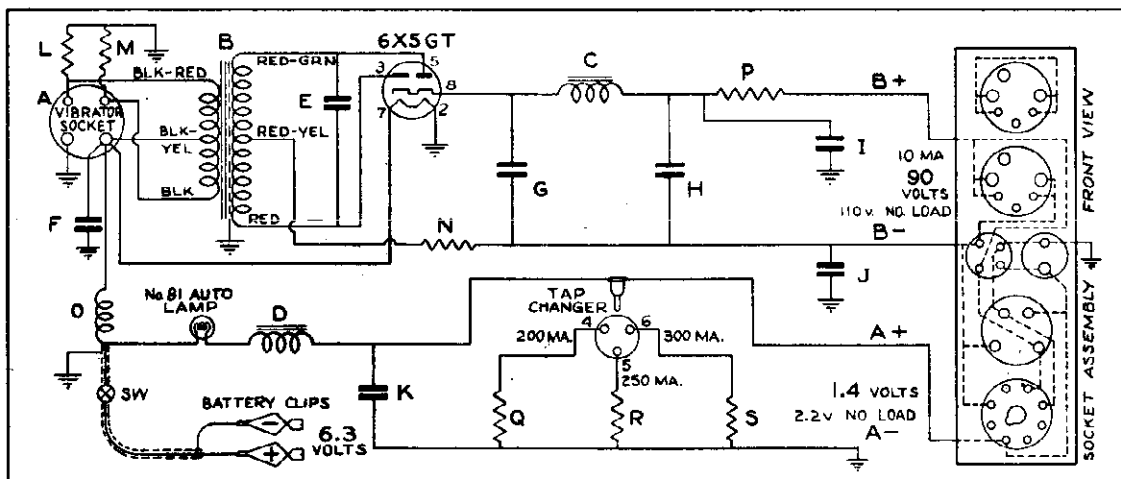 L
M
B
6X5GT
RED-GRN
3
5
C
P
B+
BLK-RED
A
VIBRATOR
SOCKET
E
8
7
2
BLK-
YEL
RED-YEL
G
H
I
10 MA
90
VOLTS
110 V. NO LOAD
BLK
F
RED
N
B-
J
FRONT VIEW
SOCKET ASSEMBLY
O
No 81 AUTO
LAMP
D
TAP
CHANGER
4
6
200 MA.
300 MA.
5
250 MA.
A+
SW
K
Q
R
S
1.4 VOLTS
2.2 V NO LOAD
A-
BATTERY CLIPS
-
+
6.3
VOLTS